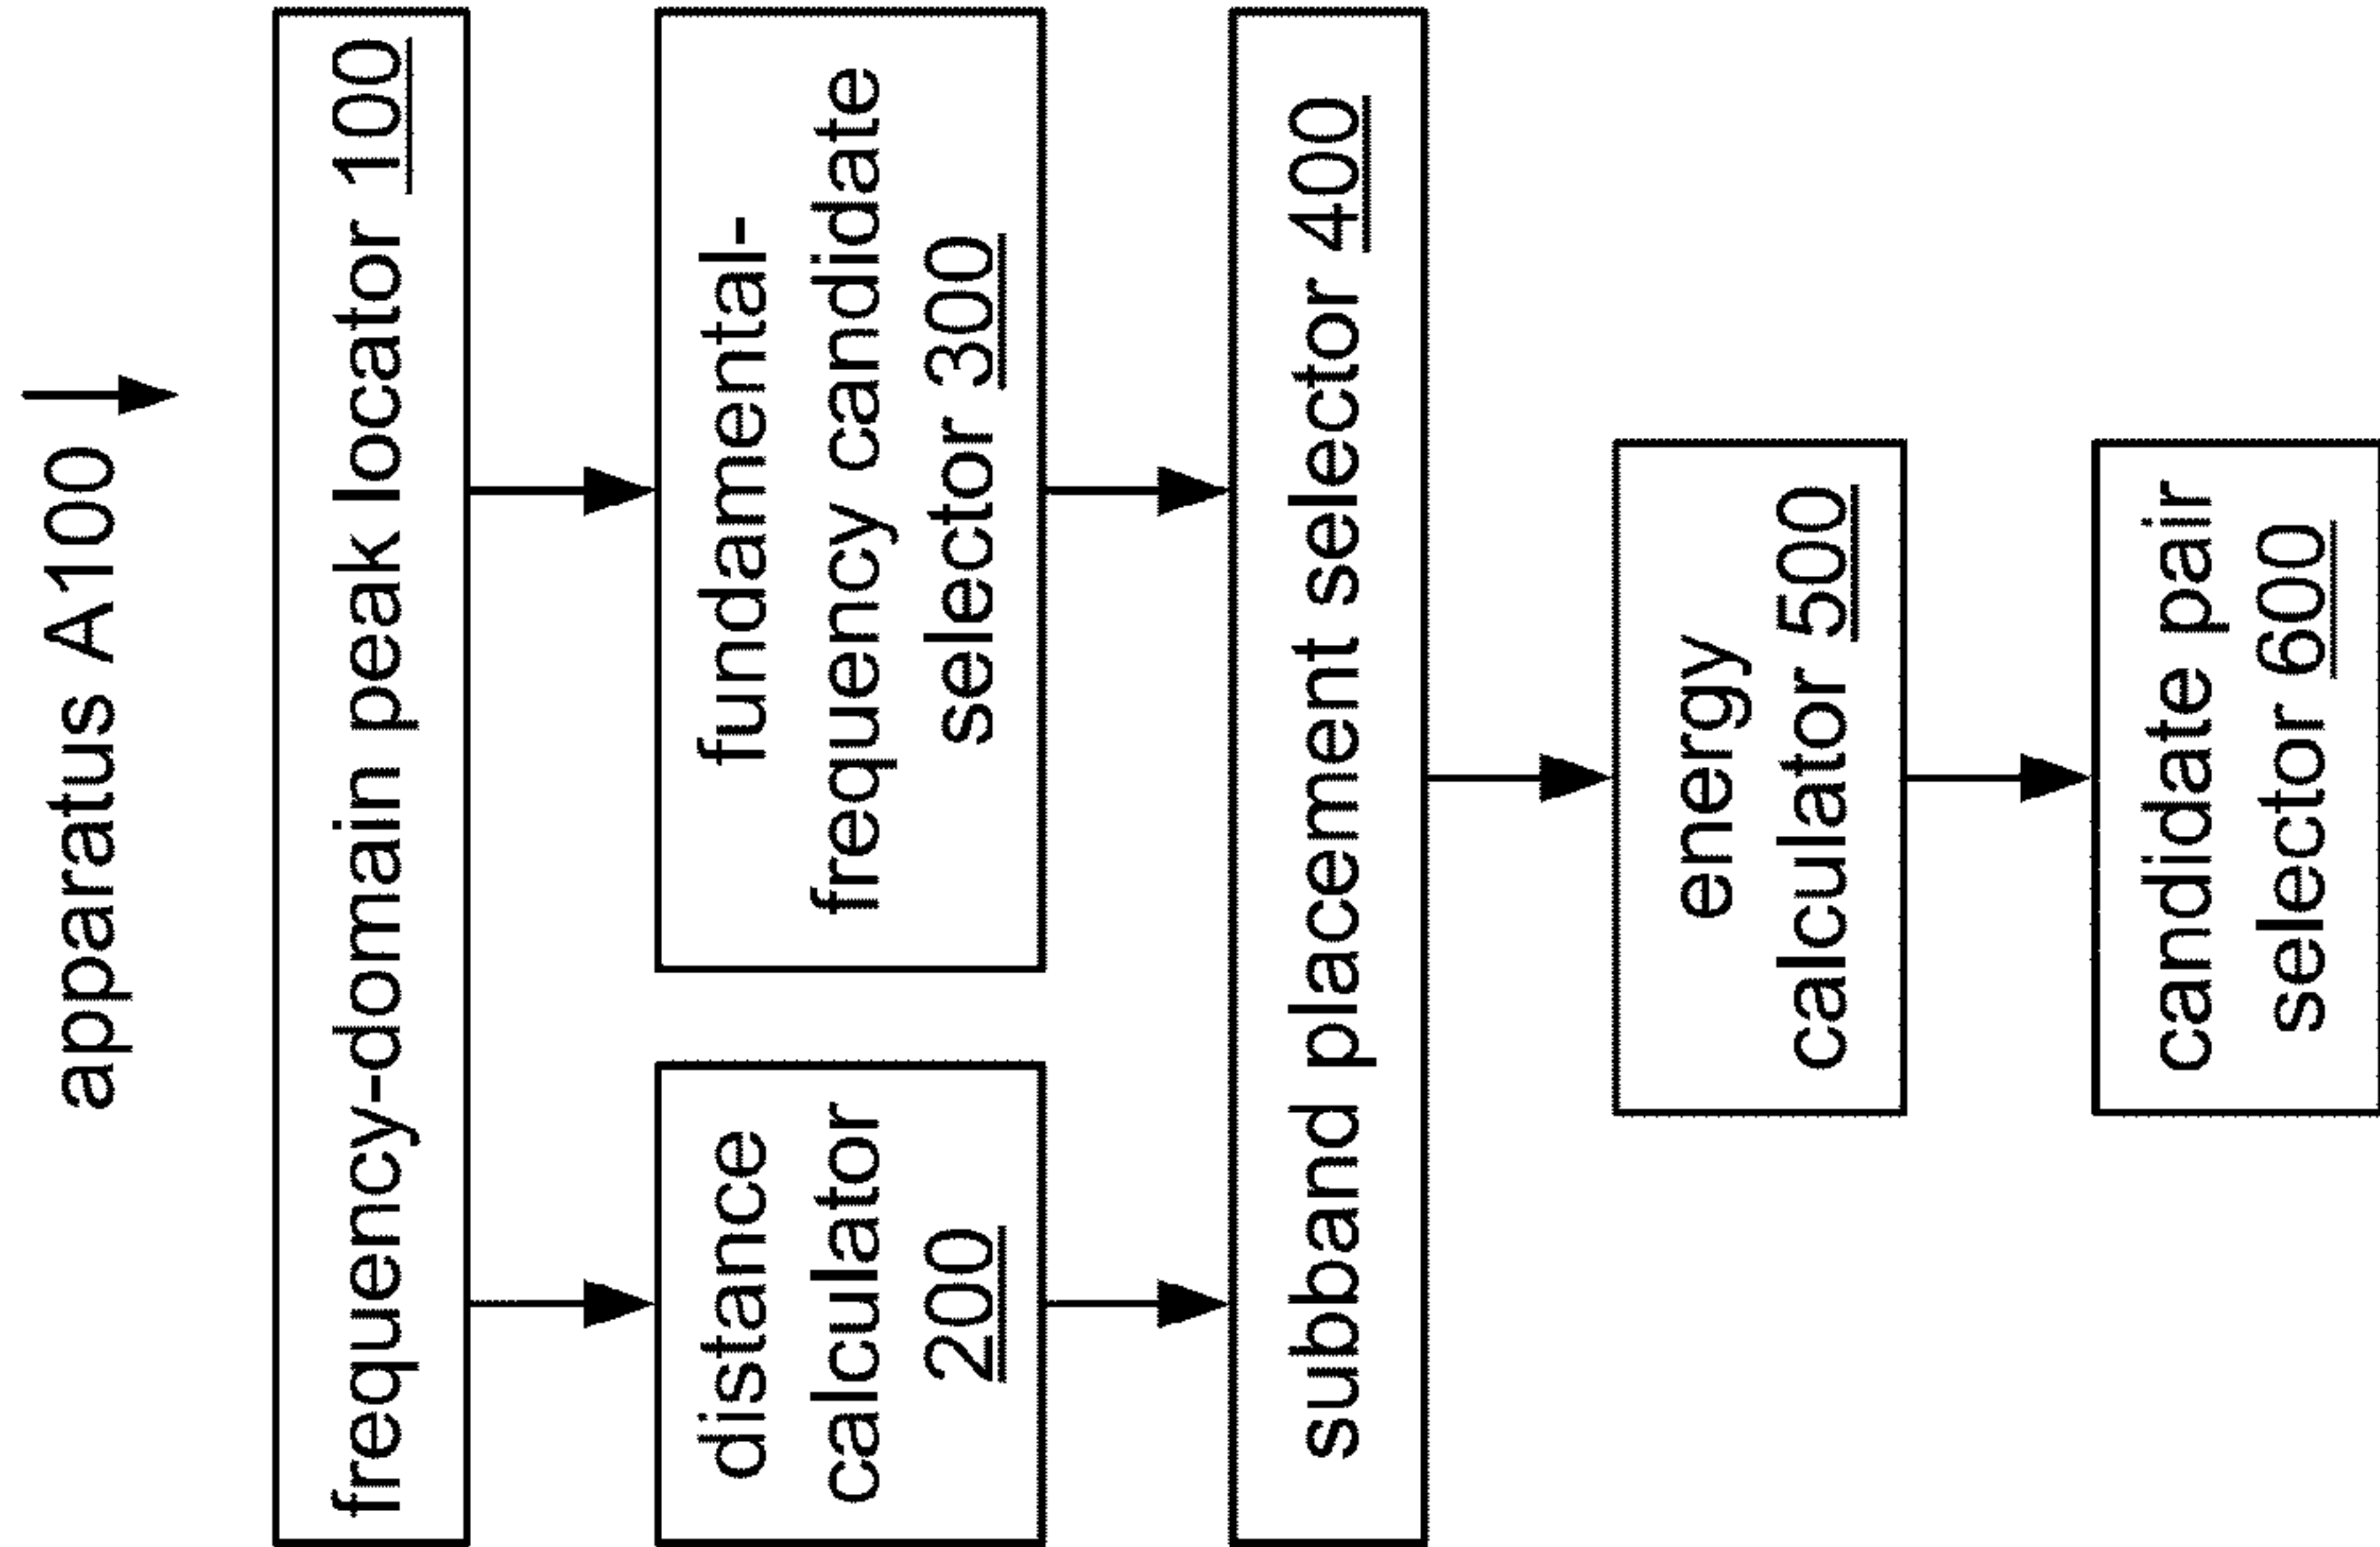 apparatus A100
frequency-domain peak locator 100
distance
calculator
200
fundamental-
frequency candidate
selector 300
subband placement selector 400
energy
calculator 500
candidate pair
selector 600